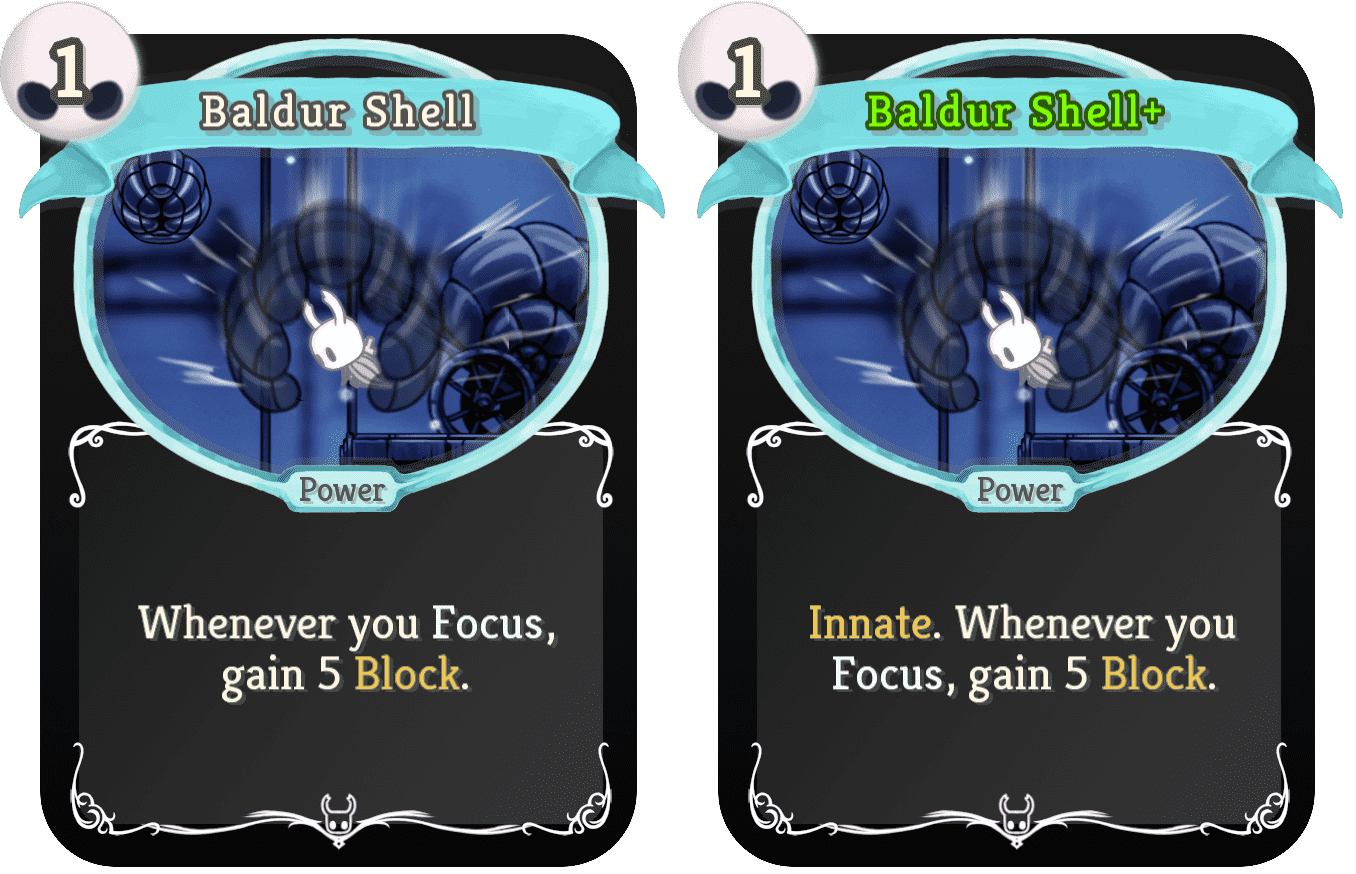 1
Baldur Shell
Power
Whenever you Focus,
gain 5 Block.
1
Baldur Shell+
Power
Innate. Whenever you
Focus, gain 5 Block.